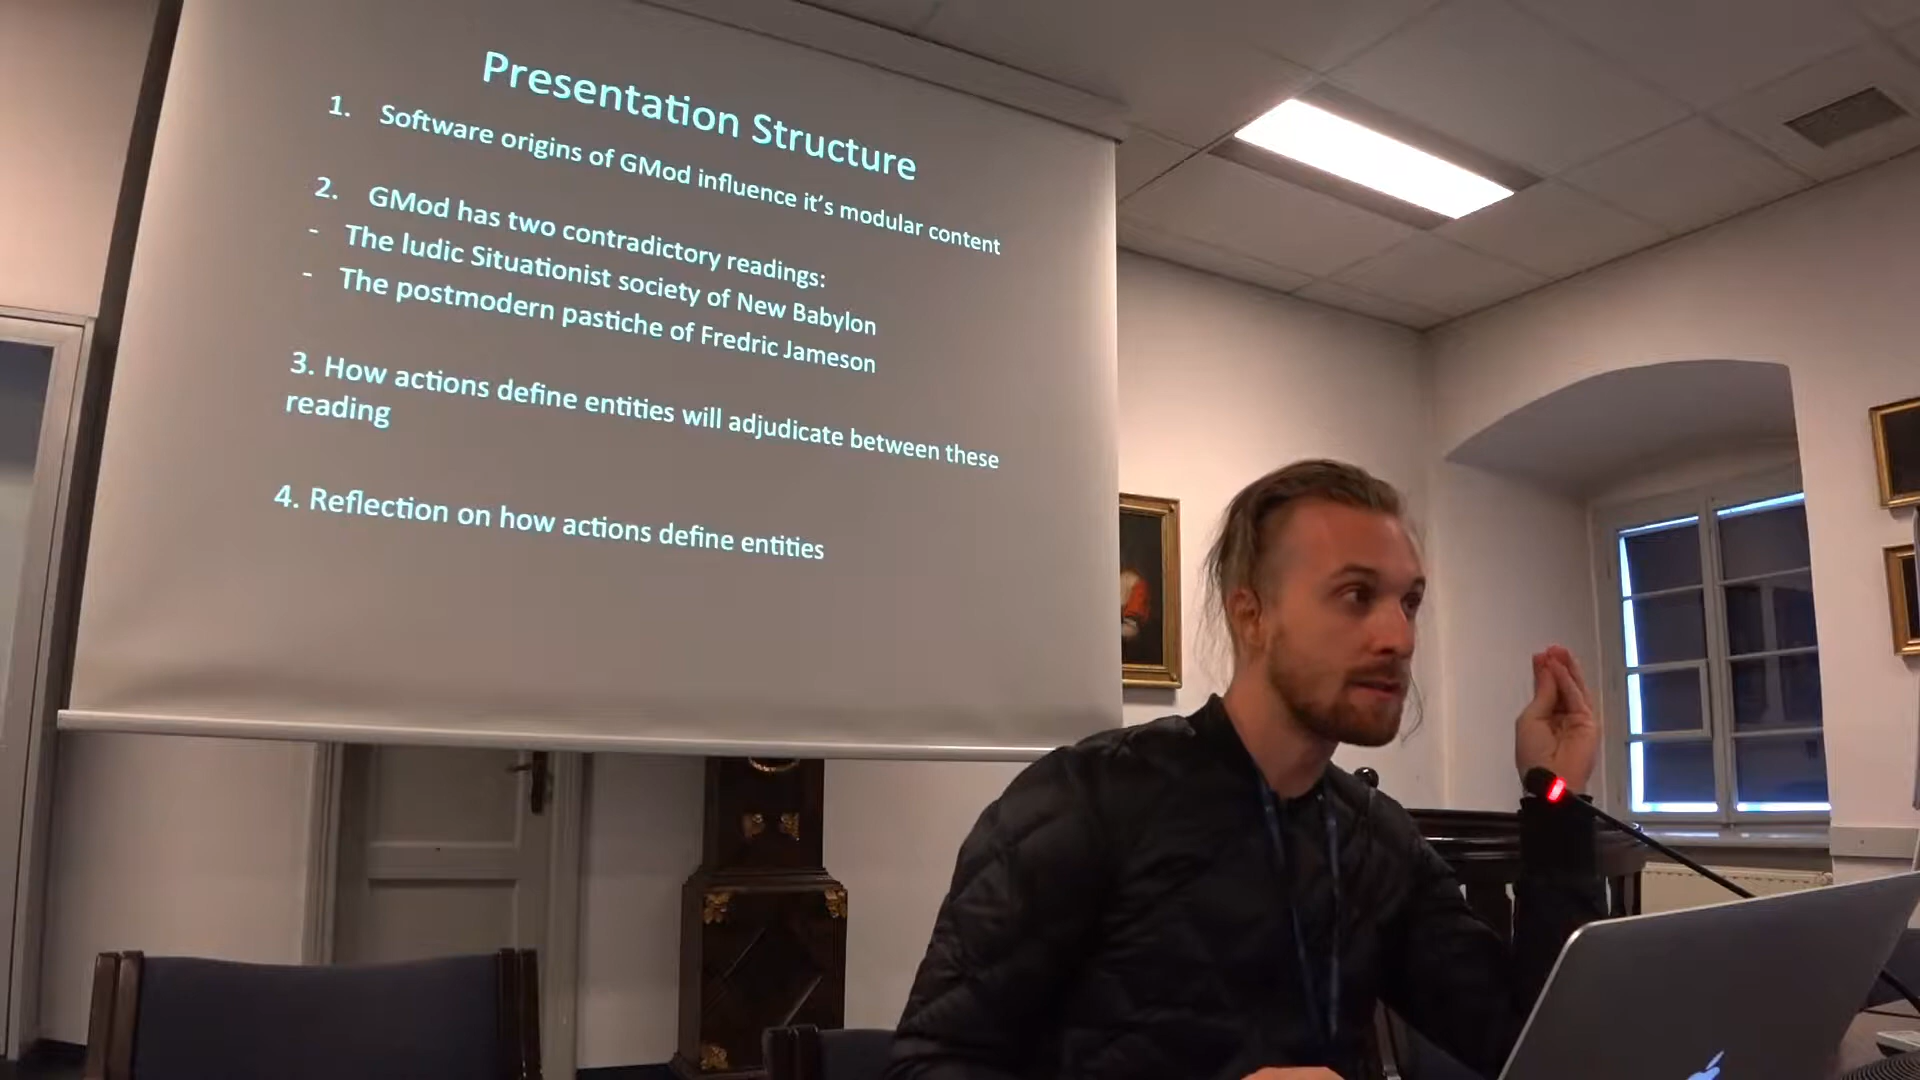 Presentation Structure
1. Software origins of GMod influence it's modular content
2. GMod has two contradictory readings:
- The ludic Situationist society of New Babylon
- The postmodern pastiche of Fredric Jameson
3. How actions define entities will adjudicate between these
reading
4. Reflection on how actions define entities